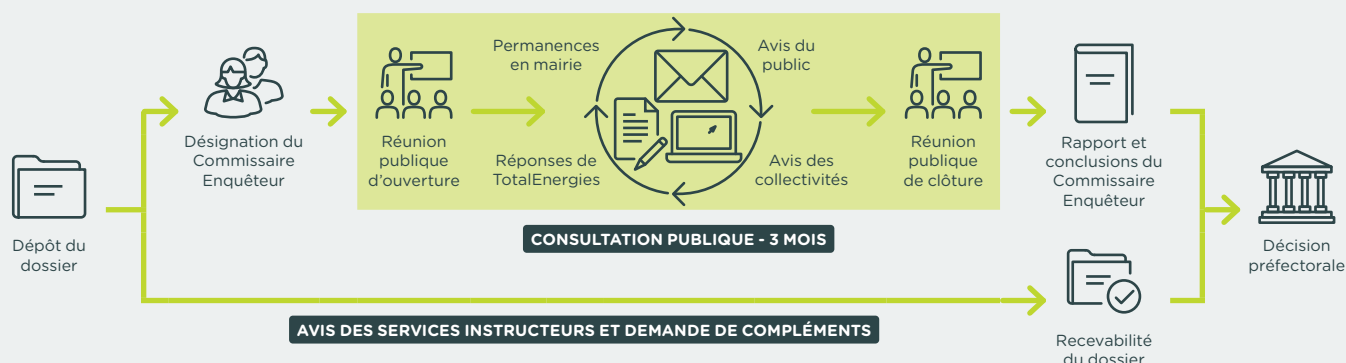 Dépôt du
dossier
Désignation du
Commissaire
Enquêteur
Réunion
publique
d'ouverture
Permanences
en mairie
Avis du
public
Réponses de
TotalEnergies
Avis des
collectivités
Réunion
publique
de clôture
CONSULTATION PUBLIQUE - 3 MOIS
Rapport et
conclusions du
Commissaire
Enquêteur
AVIS DES SERVICES INSTRUCTEURS ET DEMANDE DE COMPLÉMENTS
Recevabilité
du dossier
Décision
préfectorale